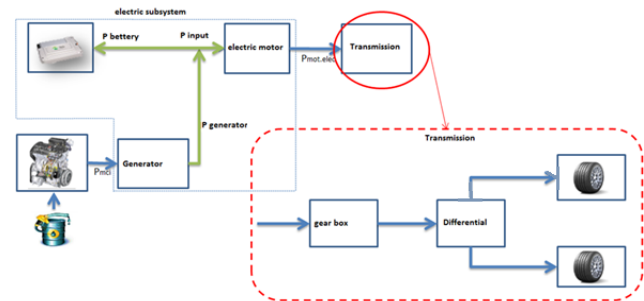 electric subsystem
P bettery
P input
electric motor
Pmot.elec
Transmission
P generator
Generator
Pmci
Transmission
gear box
Differential